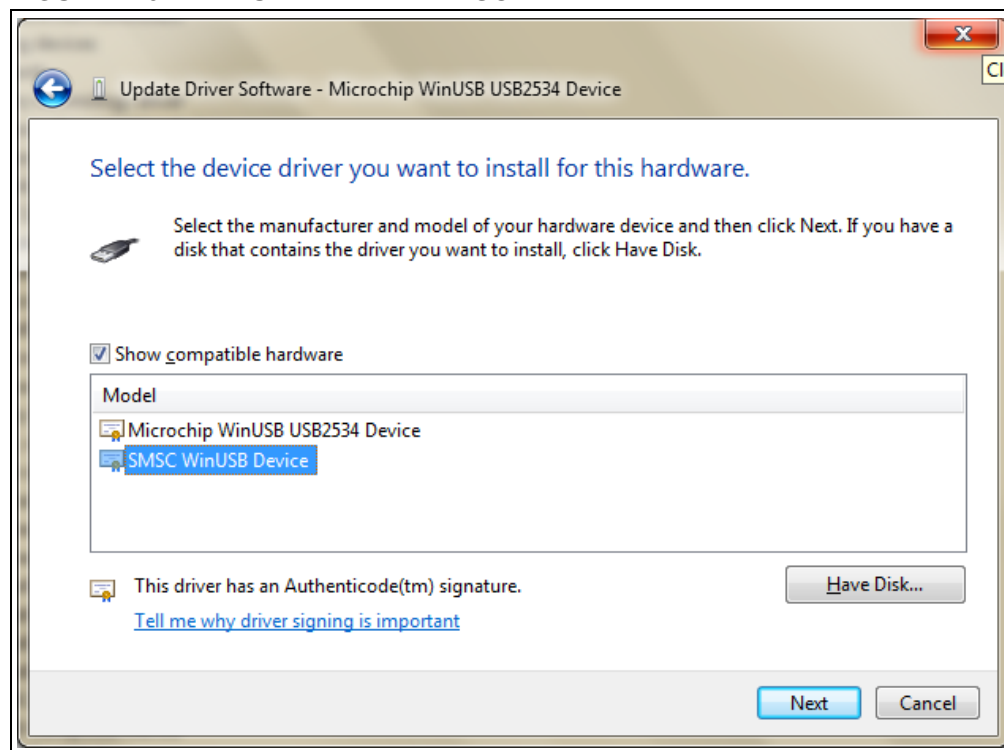 Cl
Update Driver Software - Microchip WinUSB USB2534 Device
Select the device driver you want to install for this hardware.
Select the manufacturer and model of your hardware device and then click Next. If you have a
disk that contains the driver you want to install, click Have Disk.
Show compatible hardware
Model
Microchip WinUSB USB2534 Device
SMSC WinUSB Device
This driver has an Authenticode(tm) signature.
Have Disk...
Tell me why driver signing is important
Next
Cancel